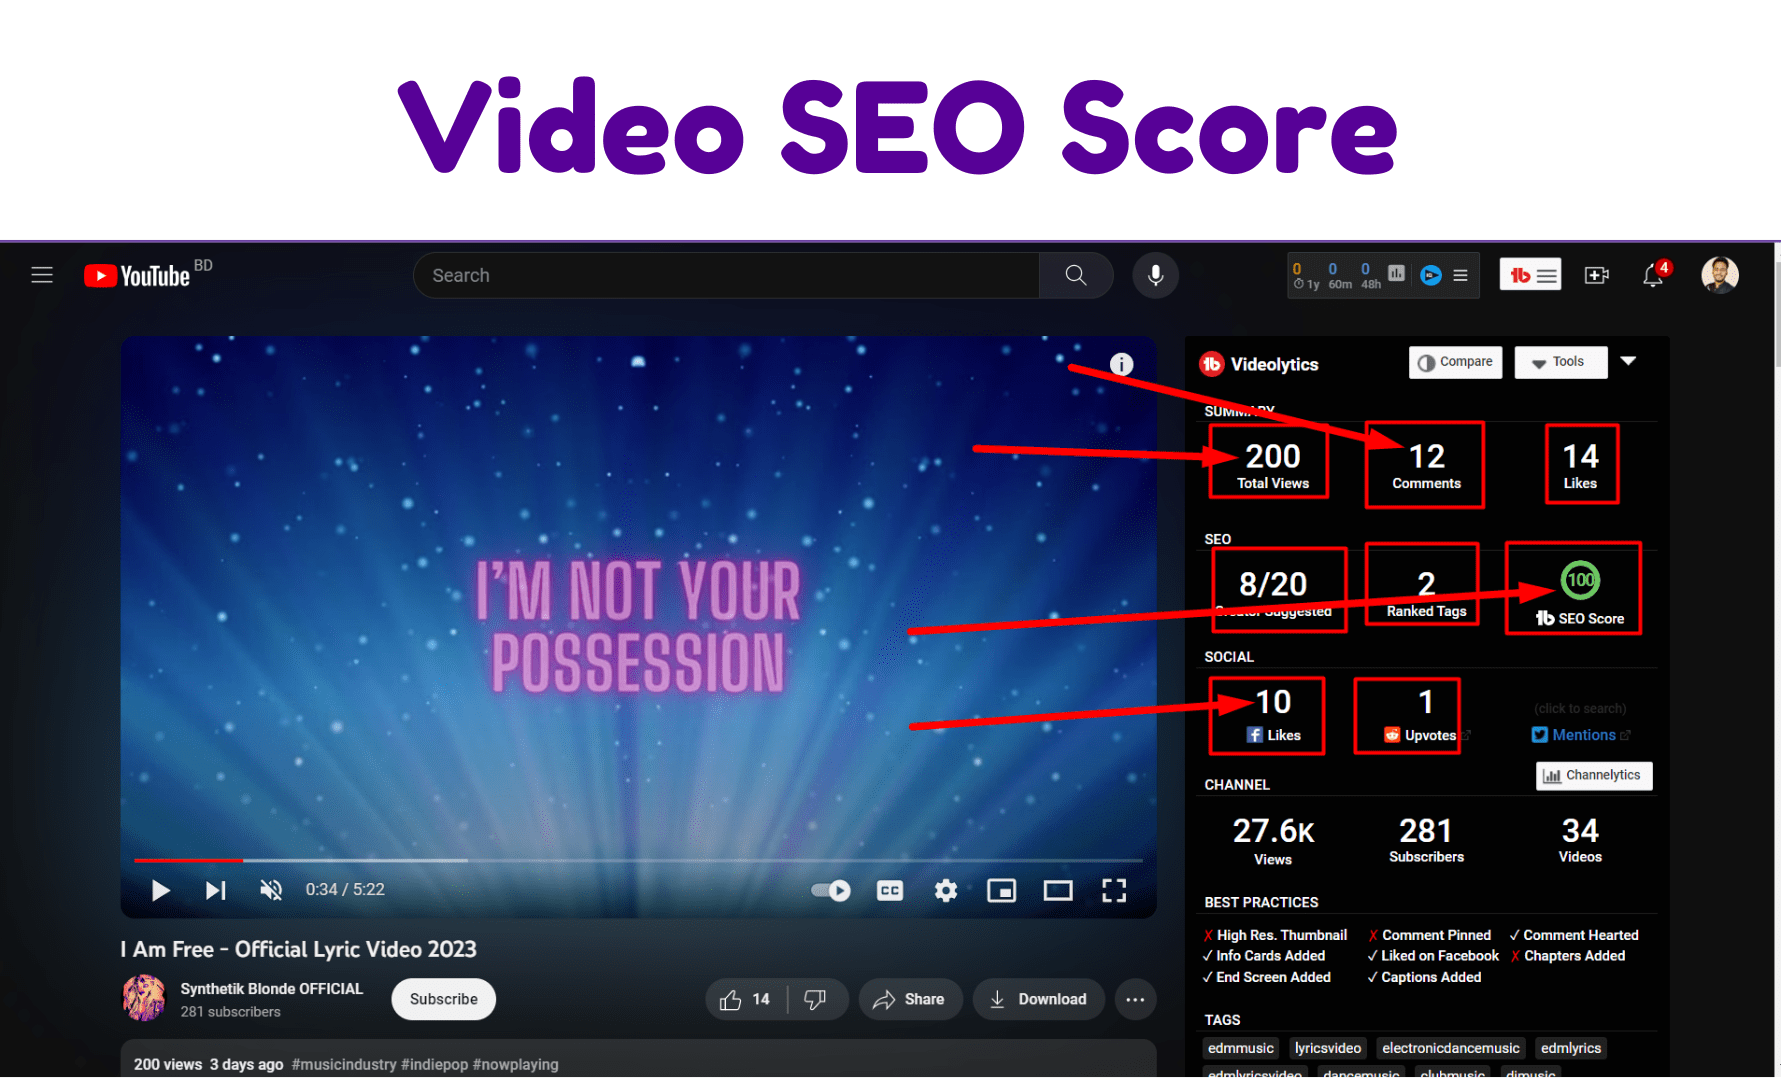 Video SEO Score
YouTube BD
Search
0 0 0
1y 60m 48h
4
Videolytics
Compare
Tools
SUMMARY
200 12 14
Total Views Comments Likes
SEO
8/20 2 100
Creator Suggested Ranked Tags SEO Score
SOCIAL
10 1 (click to search)
Likes Upvotes Mentions
CHANNEL Channelytics
27.6K 281 34
Views Subscribers Videos
BEST PRACTICES
✗ High Res. Thumbnail ✗ Comment Pinned ✓ Comment Hearted
✓ Info Cards Added ✓ Liked on Facebook ✗ Chapters Added
✓ End Screen Added ✓ Captions Added
TAGS
edmmusic lyricsvideo electronicdancemusic edmlyrics
edmlyricsvideo dancemusic clubmusic djmusic
I'M NOT YOUR
POSSESSION
0:34 / 5:22
CC
I Am Free - Official Lyric Video 2023
Synthetik Blonde OFFICIAL
281 subscribers
Subscribe
14
Share
Download
200 views 3 days ago #musicindustry #indiepop #nowplaying